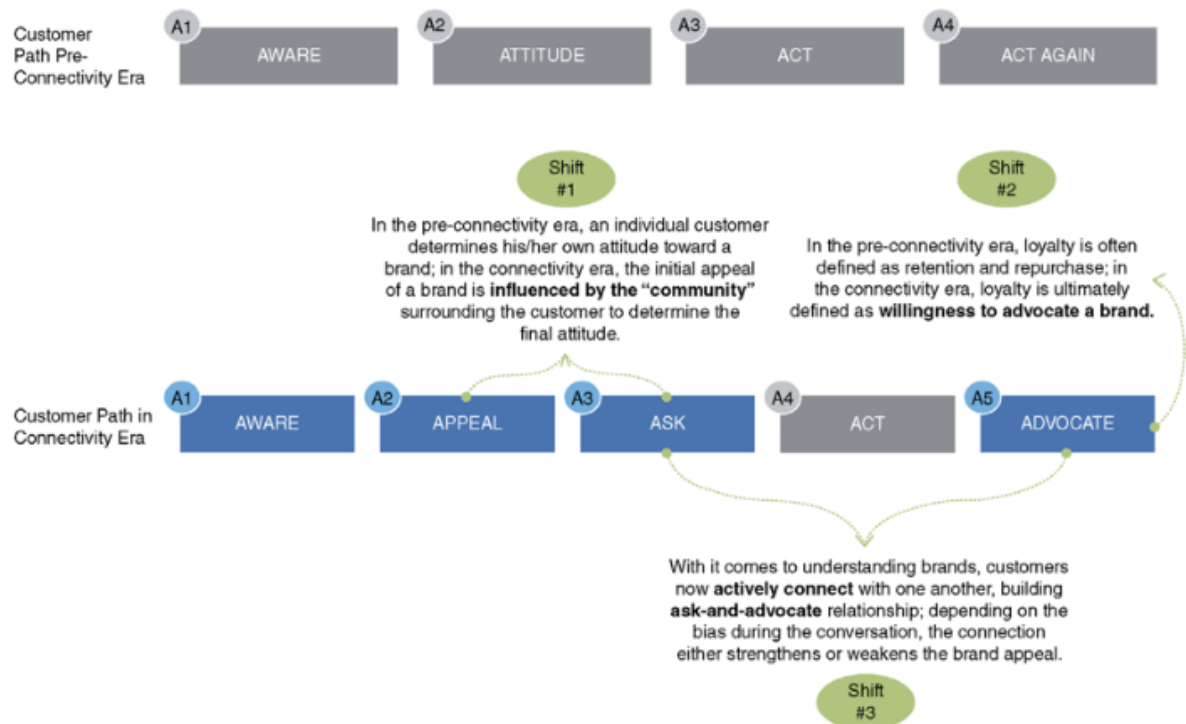 Customer
Path Pre-
Connectivity Era
A1
AWARE
A2
ATTITUDE
A3
ACT
A4
ACT AGAIN
Shift
#1
In the pre-connectivity era, an individual customer
determines his/her own attitude toward a
brand; in the connectivity era, the initial appeal
of a brand is influenced by the “community”
surrounding the customer to determine the
final attitude.
Shift
#2
In the pre-connectivity era, loyalty is often
defined as retention and repurchase; in
the connectivity era, loyalty is ultimately
defined as willingness to advocate a brand.
Customer Path in
Connectivity Era
A1
AWARE
A2
APPEAL
A3
ASK
A4
ACT
A5
ADVOCATE
With it comes to understanding brands, customers
now actively connect with one another, building
ask-and-advocate relationship; depending on the
bias during the conversation, the connection
either strengthens or weakens the brand appeal.
Shift
#3